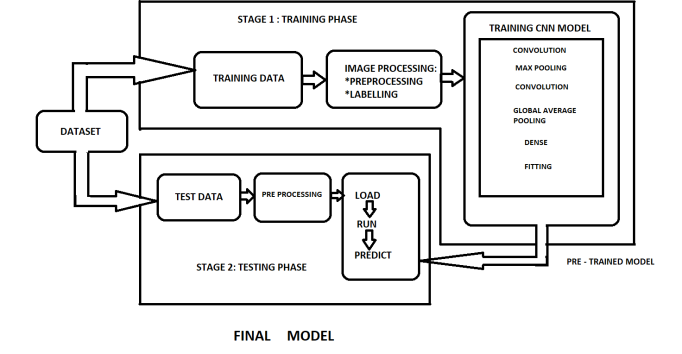 STAGE 1 : TRAINING PHASE
TRAINING CNN MODEL
CONVOLUTION
MAX POOLING
CONVOLUTION
GLOBAL AVERAGE
POOLING
DENSE
FITTING
TRAINING DATA
IMAGE PROCESSING:
*PREPROCESSING
*LABELLING
DATASET
TEST DATA
PRE PROCESSING
LOAD
RUN
PREDICT
STAGE 2: TESTING PHASE
PRE - TRAINED MODEL
FINAL MODEL